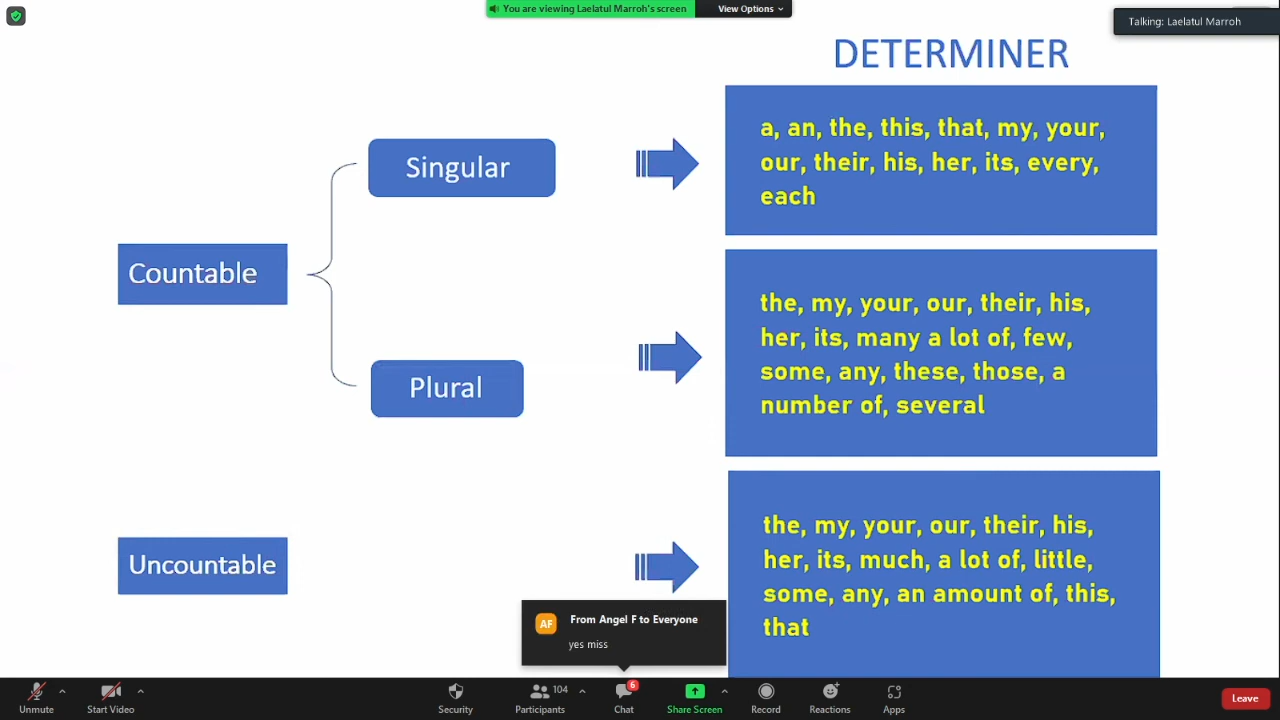 You are viewing Laelatul Marroh's screen
View Options
Talking: Laelatul Marroh
DETERMINER
Countable
Singular
a, an, the, this, that, my, your,
our, their, his, her, its, every,
each
Plural
the, my, your, our, their, his,
her, its, many a lot of, few,
some, any, these, those, a
number of, several
Uncountable
the, my, your, our, their, his,
her, its, much, a lot of, little,
some, any, an amount of, this,
that
AF
From Angel F to Everyone
yes miss
Unmute
Start Video
Security
Participants
104
Chat
6
Share Screen
Record
Reactions
Apps
Leave